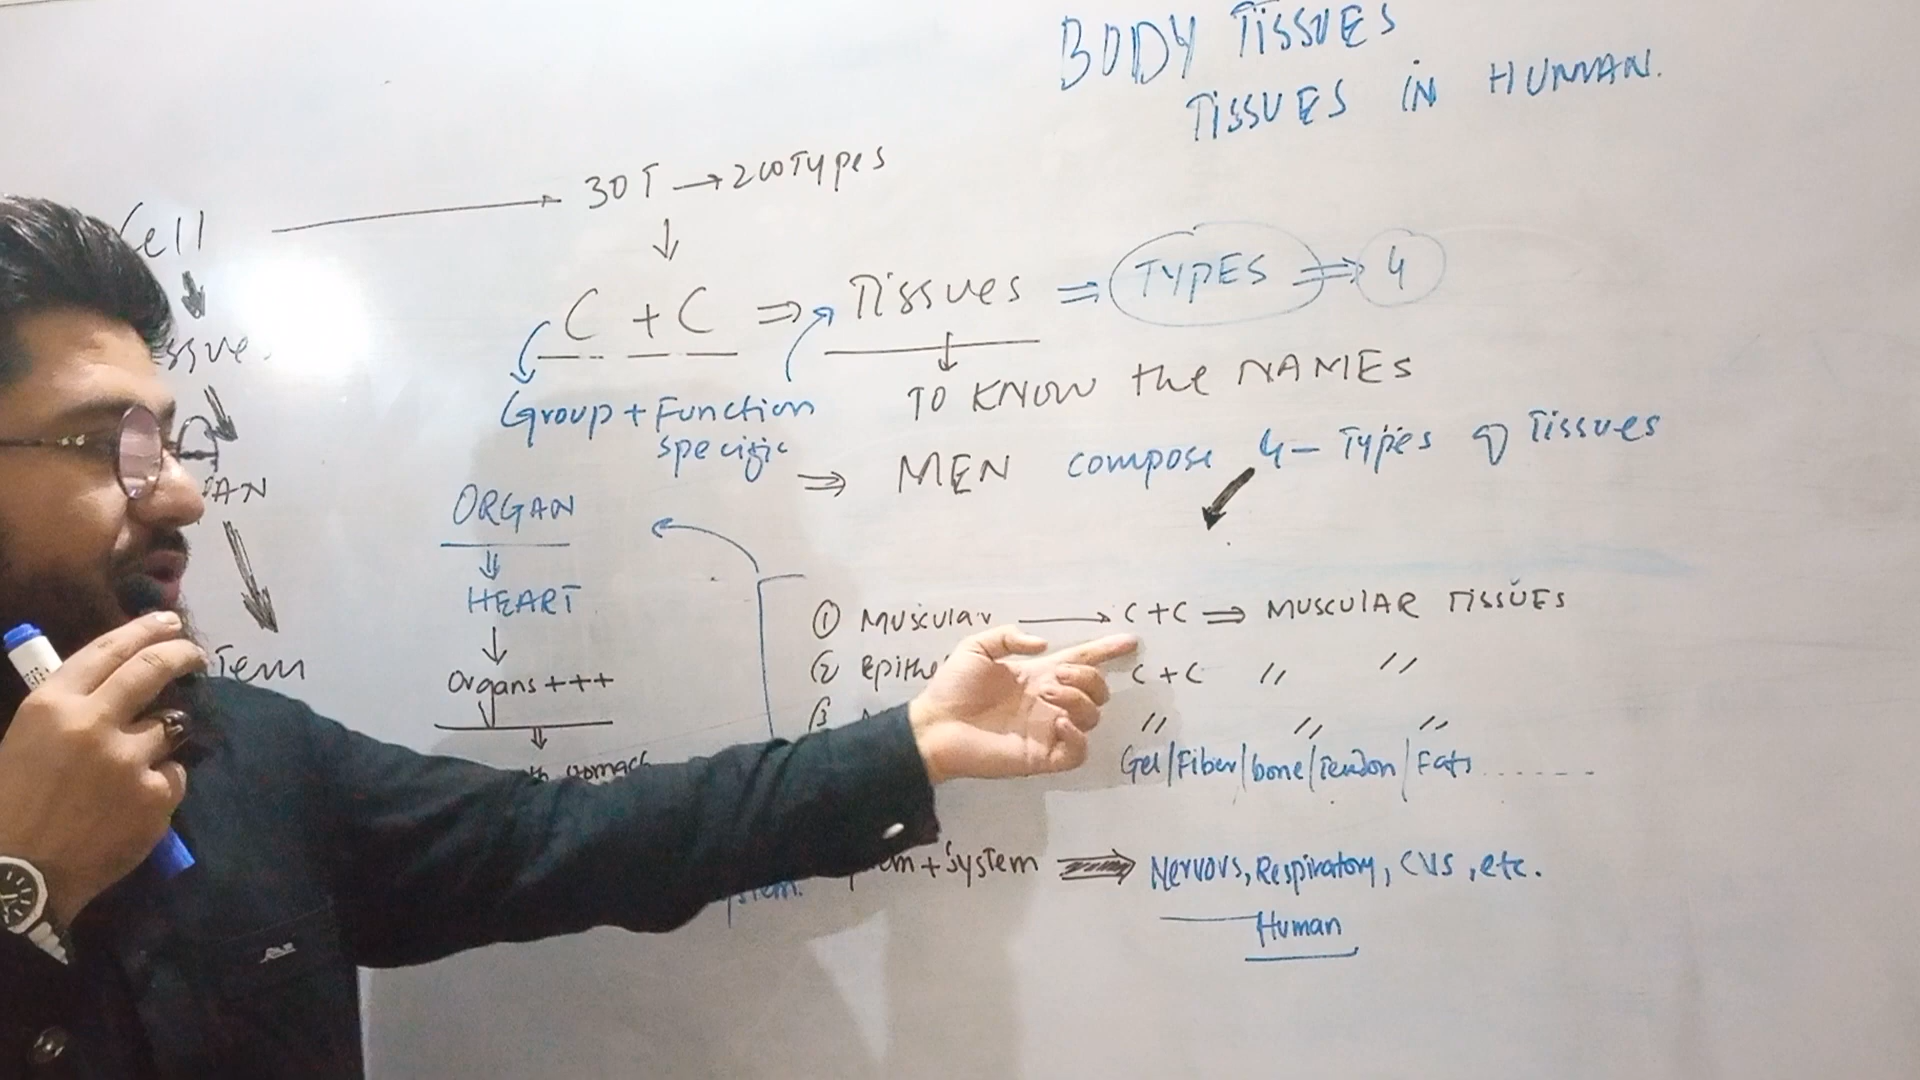 BODY TISSUES
TISSUES IN HUMAN.
Cell → 30T → 200Types
↓
C + C ⇒ Tissues ⇒ TYPES ⇒ 4
Group + Function
specific
TO KNOW the NAMES
⇒ MEN compose 4 - Types of Tissues
ORGAN
HEART
Organs +++
stomach
① Muscular → C+C ⇒ MUSCULAR TISSUES
② Epithe C+C // //
③ // // //
Gel/Fiber/bone/Tendon/Fats......
+ System ⇒ Nervous, Respiratory, CVS, etc.
Human